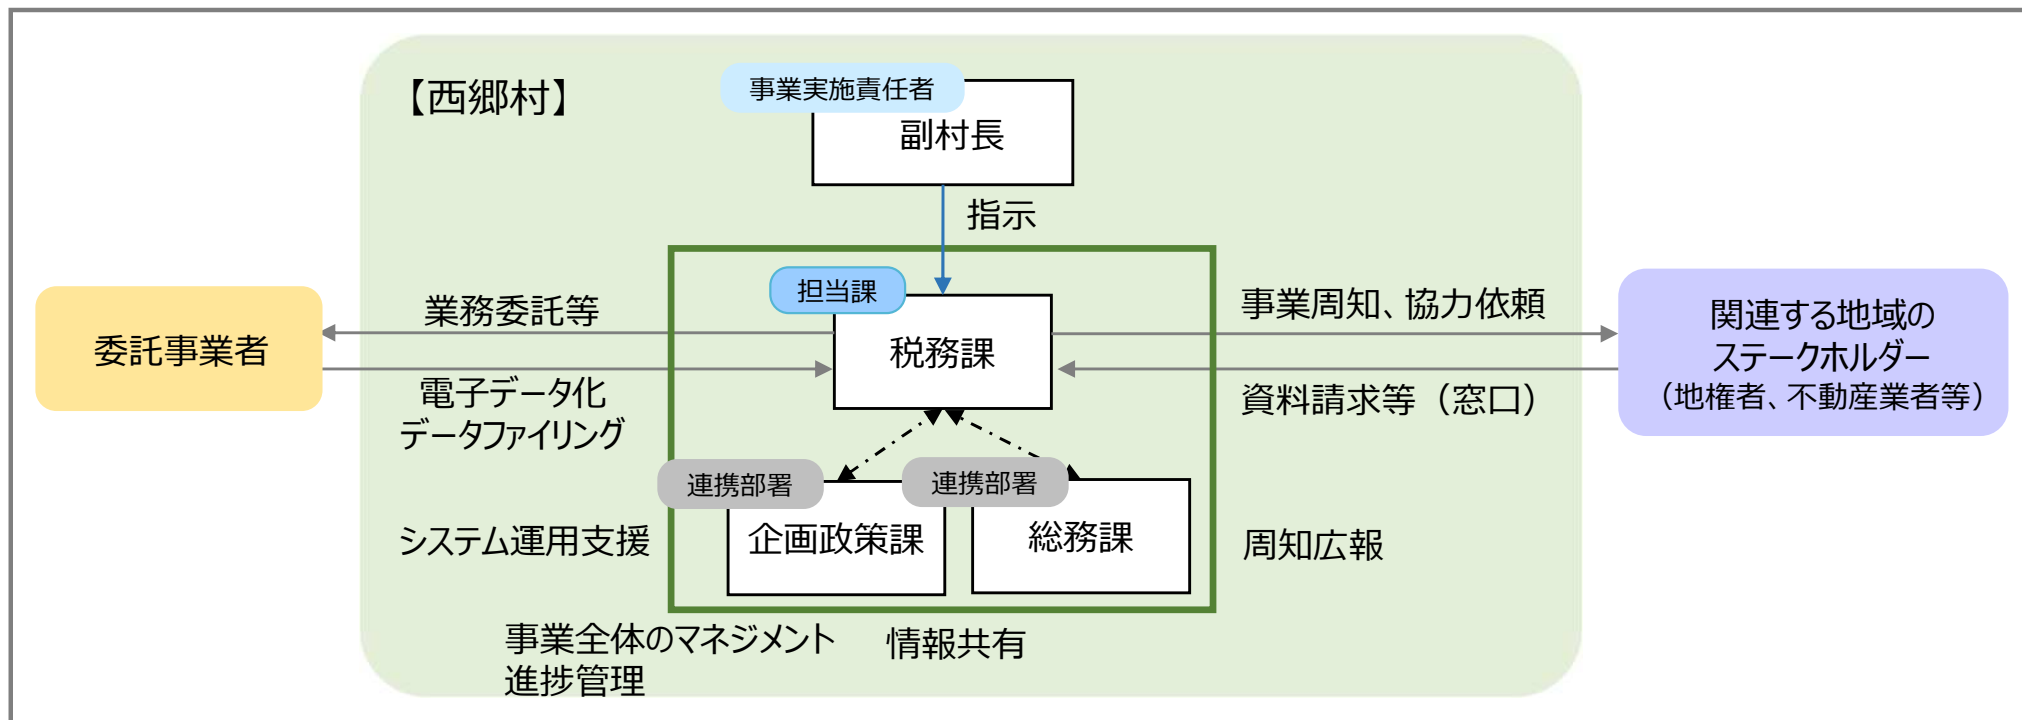 【西郷村】
事業実施責任者
副村長
指示
担当課
税務課
業務委託等
委託事業者
電子データ化
データファイリング
事業周知、協力依頼
関連する地域の
ステークホルダー
（地権者、不動産業者等）
資料請求等（窓口）
連携部署
企画政策課
連携部署
総務課
システム運用支援
周知広報
事業全体のマネジメント
進捗管理
情報共有